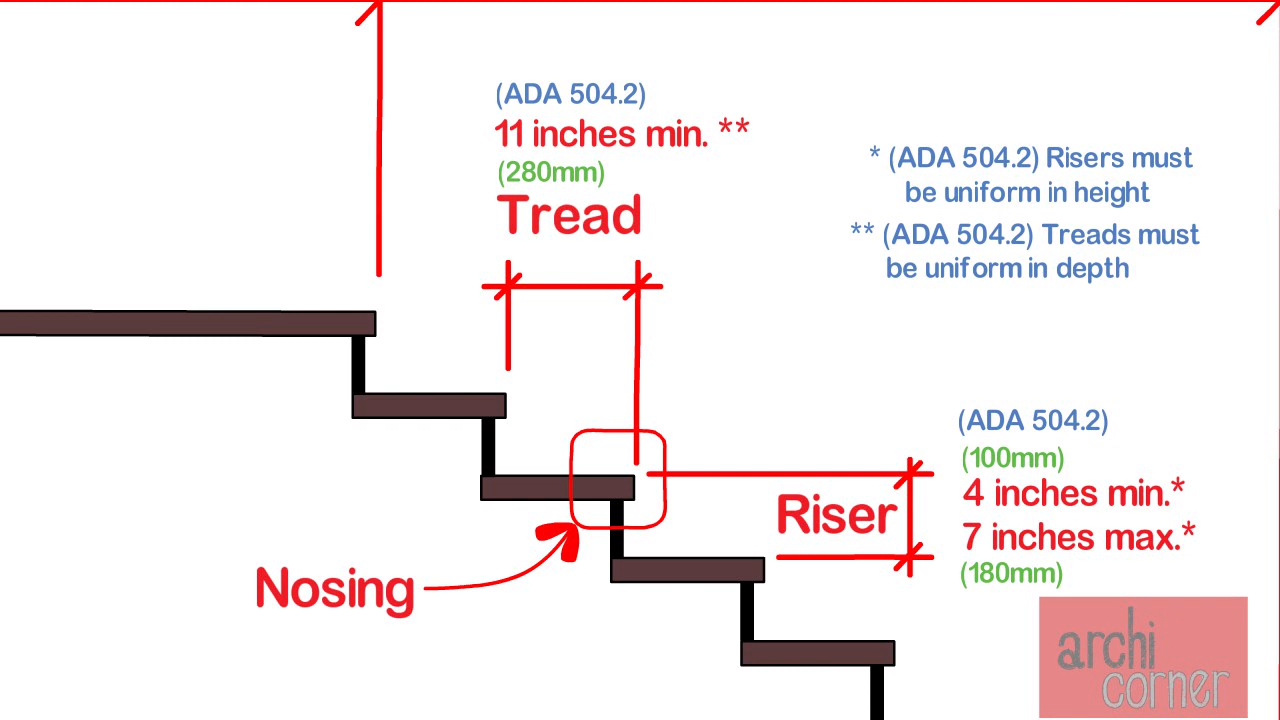 (ADA 504.2)
11 inches min. **
(280mm)
Tread
* (ADA 504.2) Risers must
be uniform in height
** (ADA 504.2) Treads must
be uniform in depth
(ADA 504.2)
(100mm)
4 inches min.*
7 inches max.*
(180mm)
Riser
Nosing
archi
corner